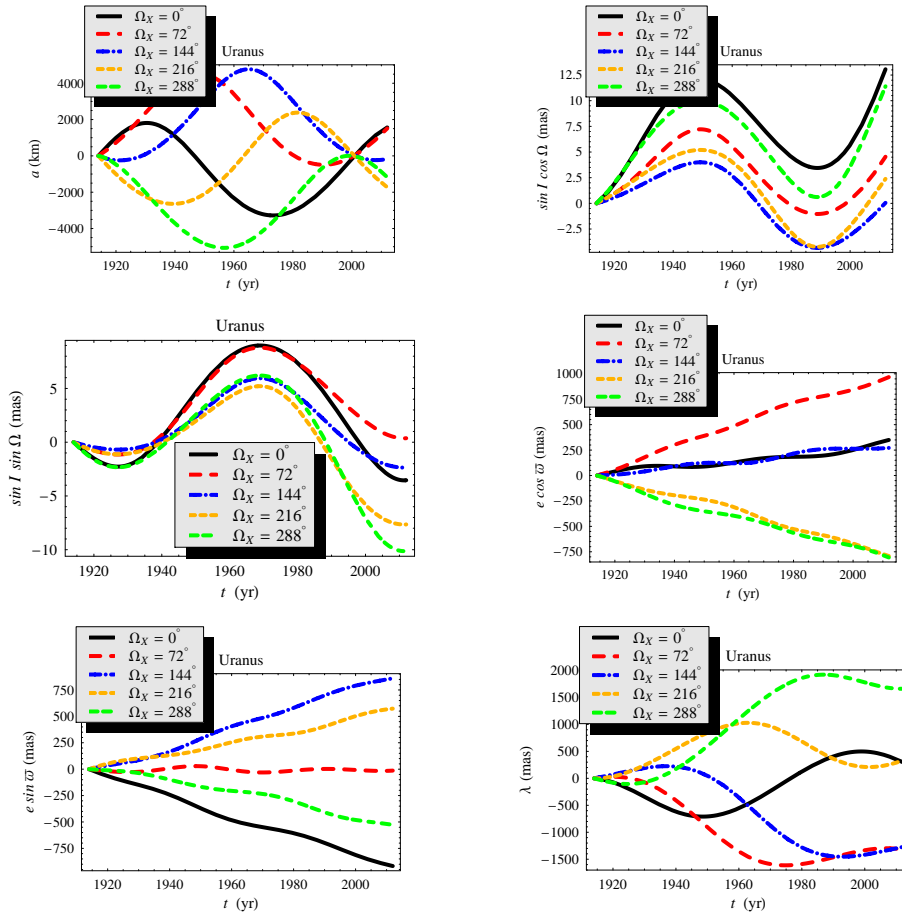 Ω_X = 0°
Ω_X = 72°
Ω_X = 144°
Ω_X = 216°
Ω_X = 288°
Uranus
a (km)
4000
2000
0
−2000
−4000
1920 1940 1960 1980 2000
t (yr)
Ω_X = 0°
Ω_X = 72°
Ω_X = 144°
Ω_X = 216°
Ω_X = 288°
Uranus
sin I cos Ω (mas)
12.5
10
7.5
5
2.5
0
−2.5
1920 1940 1960 1980 2000
t (yr)
Uranus
sin I sin Ω (mas)
5
0
−5
−10
Ω_X = 0°
Ω_X = 72°
Ω_X = 144°
Ω_X = 216°
Ω_X = 288°
1920 1940 1960 1980 2000
t (yr)
Ω_X = 0°
Ω_X = 72°
Ω_X = 144°
Ω_X = 216°
Ω_X = 288°
Uranus
e cos ϖ (mas)
1000
750
250
0
−250
−500
−750
1920 1940 1960 1980 2000
t (yr)
Ω_X = 0°
Ω_X = 72°
Ω_X = 144°
Ω_X = 216°
Ω_X = 288°
Uranus
e sin ϖ (mas)
750
500
250
0
−250
−500
−750
1920 1940 1960 1980 2000
t (yr)
Ω_X = 0°
Ω_X = 72°
Ω_X = 144°
Ω_X = 216°
Ω_X = 288°
Uranus
λ (mas)
2000
1500
1000
500
0
−500
−1000
−1500
1920 1940 1960 1980 2000
t (yr)